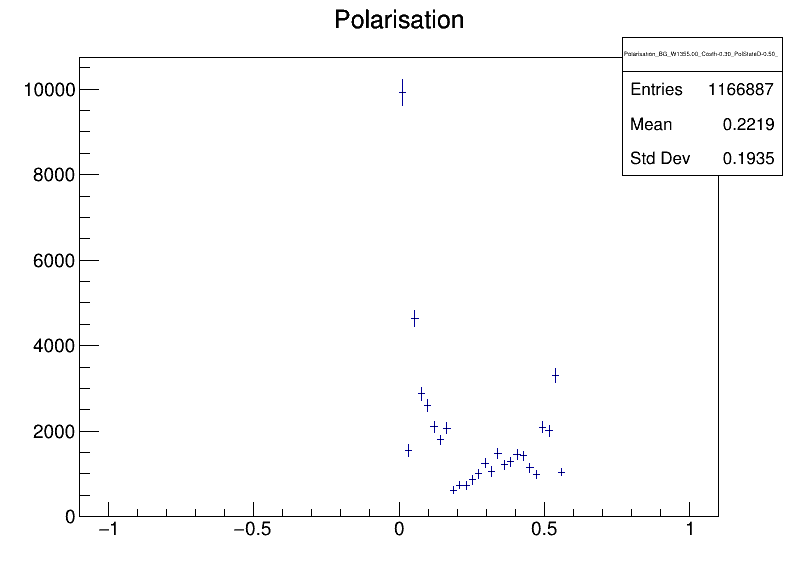 Polarisation
Polarisation_BG_W1355.00_Costh-0.30_PolStateD-0.50_
Entries 1166887
Mean 0.2219
Std Dev 0.1935
10000
8000
6000
4000
2000
0
−1 −0.5 0 0.5 1